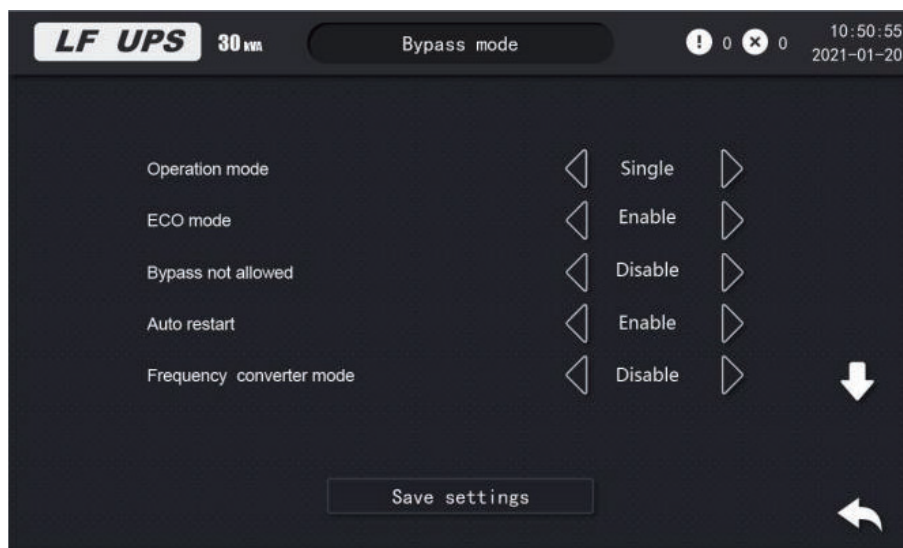 LF UPS 30 kVA Bypass mode 0 0 10:50:55
2021-01-20
Operation mode Single
ECO mode Enable
Bypass not allowed Disable
Auto restart Enable
Frequency converter mode Disable
Save settings